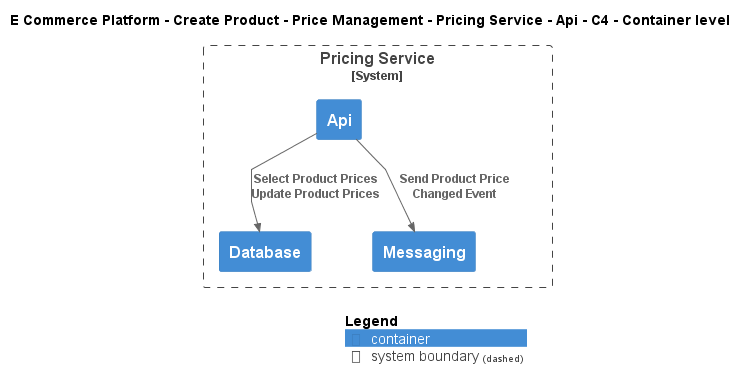 E Commerce Platform - Create Product - Price Management - Pricing Service - Api - C4 - Container level
Pricing Service
[System]
Api
Select Product Prices
Update Product Prices
Send Product Price
Changed Event
Database
Messaging
Legend
container
system boundary (dashed)